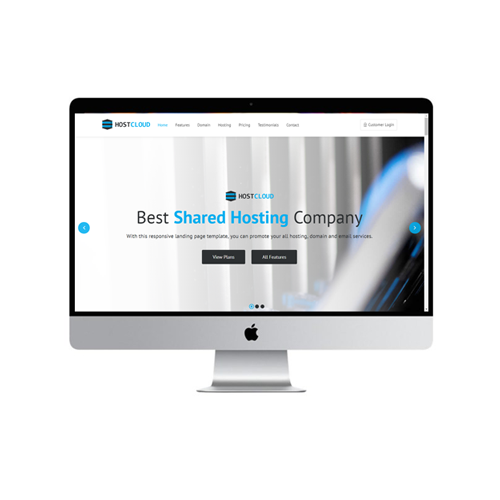 HOSTCLOUD Home Features Domain Hosting Pricing Testimonials Contact Customer Login
HOSTCLOUD
Best Shared Hosting Company
With this responsive landing page template, you can promote your all hosting, domain and email services.
View Plans All Features